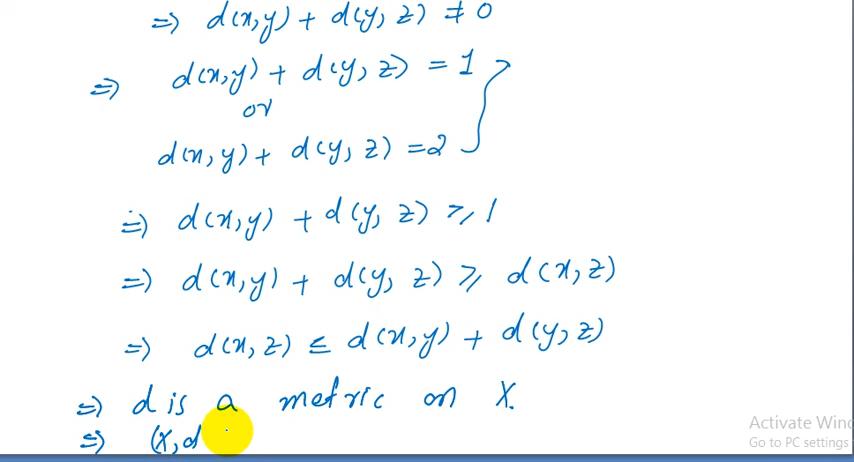 ⇒ d(x,y) + d(y, z) ≠ 0
⇒ d(x,y) + d(y, z) = 1
or
d(x, y) + d(y, z) = 2
⇒ d(x,y) + d(y, z) ≥ 1
⇒ d(x,y) + d(y, z) ≥ d(x, z)
⇒ d(x, z) ≤ d(x,y) + d(y, z)
⇒ d is a metric on X.
⇒ (X, d
Activate Wind
Go to PC settings